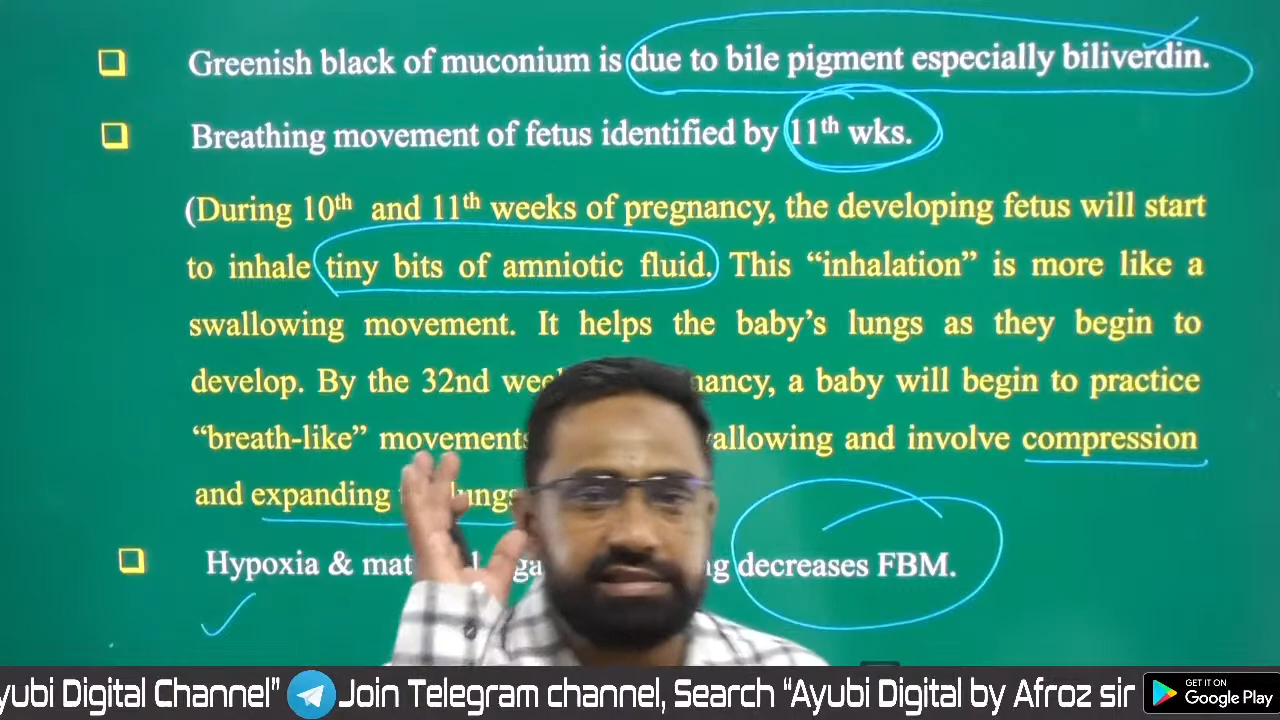 Greenish black of muconium is due to bile pigment especially biliverdin.
Breathing movement of fetus identified by 11th wks.
(During 10th and 11th weeks of pregnancy, the developing fetus will start
to inhale tiny bits of amniotic fluid. This “inhalation” is more like a
swallowing movement. It helps the baby’s lungs as they begin to
develop. By the 32nd a baby will begin to practice
“breath-like” movements and involve compression
and expanding lungs
Hypoxia & decreases FBM.
yubi Digital Channel” Join Telegram channel, Search “Ayubi Digital by Afroz sir
GET IT ON
Google Play